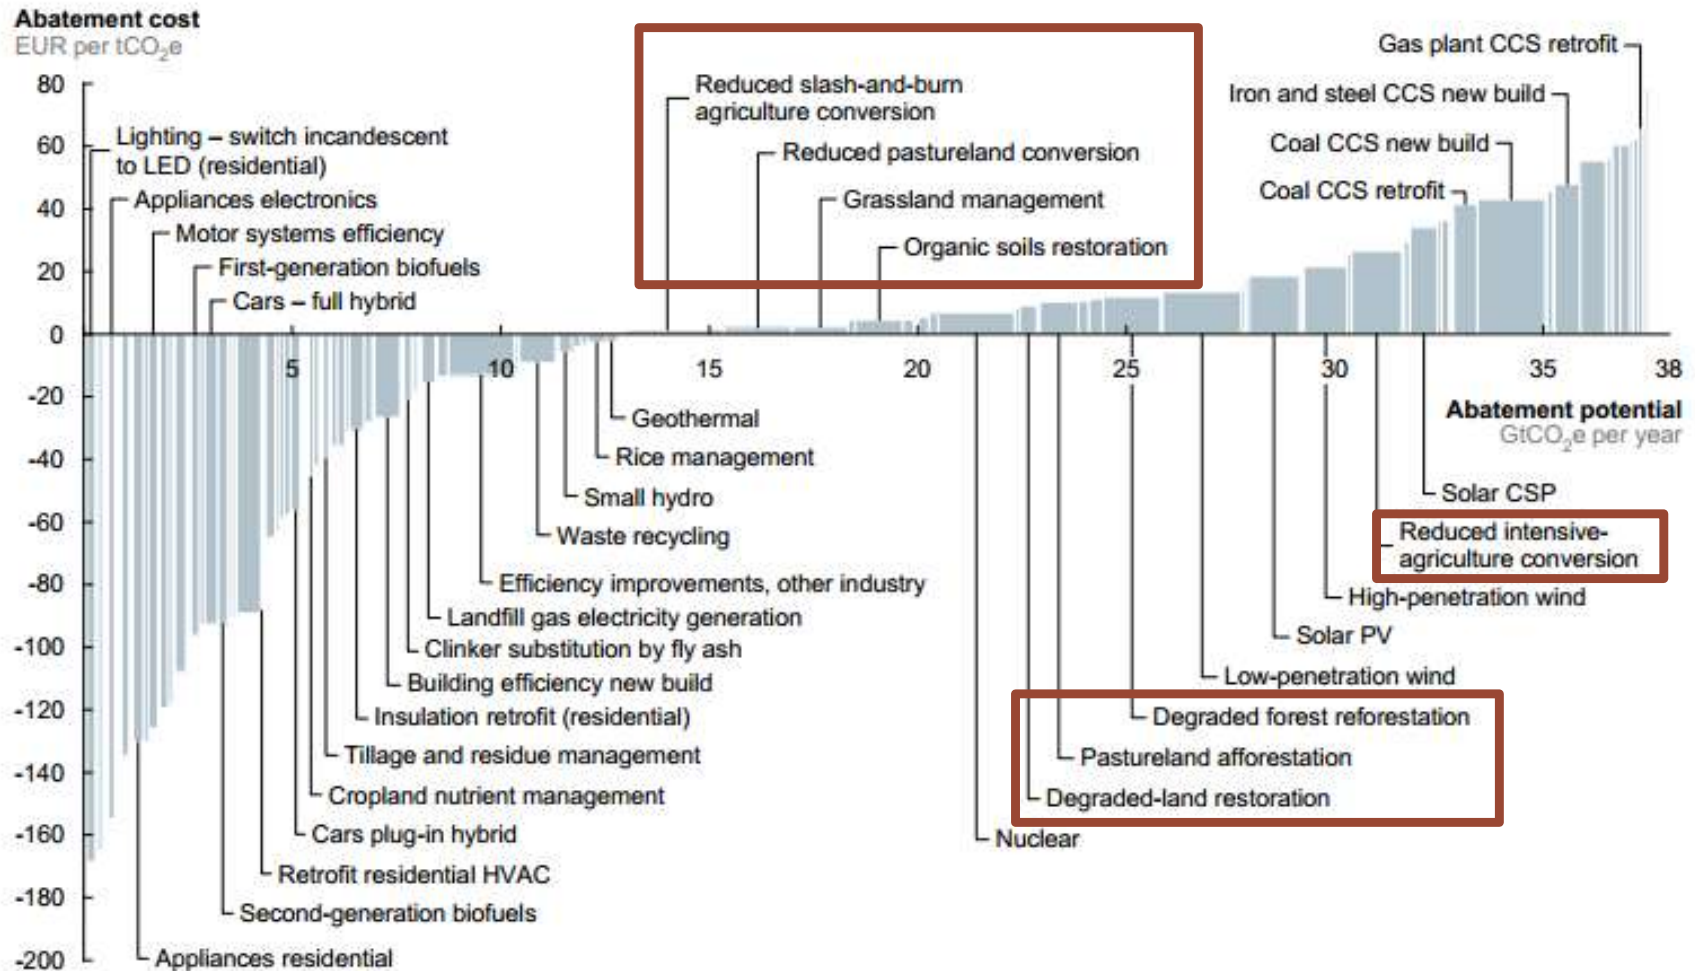 Abatement cost
EUR per tCO₂e
80
60
40
20
0
-20
-40
-60
-80
-100
-120
-140
-160
-180
-200
Lighting – switch incandescent
to LED (residential)
Appliances electronics
Motor systems efficiency
First-generation biofuels
Cars – full hybrid
Reduced slash-and-burn
agriculture conversion
Reduced pastureland conversion
Grassland management
Organic soils restoration
Gas plant CCS retrofit
Iron and steel CCS new build
Coal CCS new build
Coal CCS retrofit
5
10
15
20
25
30
35
38
Abatement potential
GtCO₂e per year
Geothermal
Rice management
Small hydro
Waste recycling
Efficiency improvements, other industry
Landfill gas electricity generation
Clinker substitution by fly ash
Building efficiency new build
Insulation retrofit (residential)
Tillage and residue management
Cropland nutrient management
Cars plug-in hybrid
Retrofit residential HVAC
Second-generation biofuels
Appliances residential
Solar CSP
Reduced intensive-
agriculture conversion
High-penetration wind
Solar PV
Low-penetration wind
Degraded forest reforestation
Pastureland afforestation
Degraded-land restoration
Nuclear